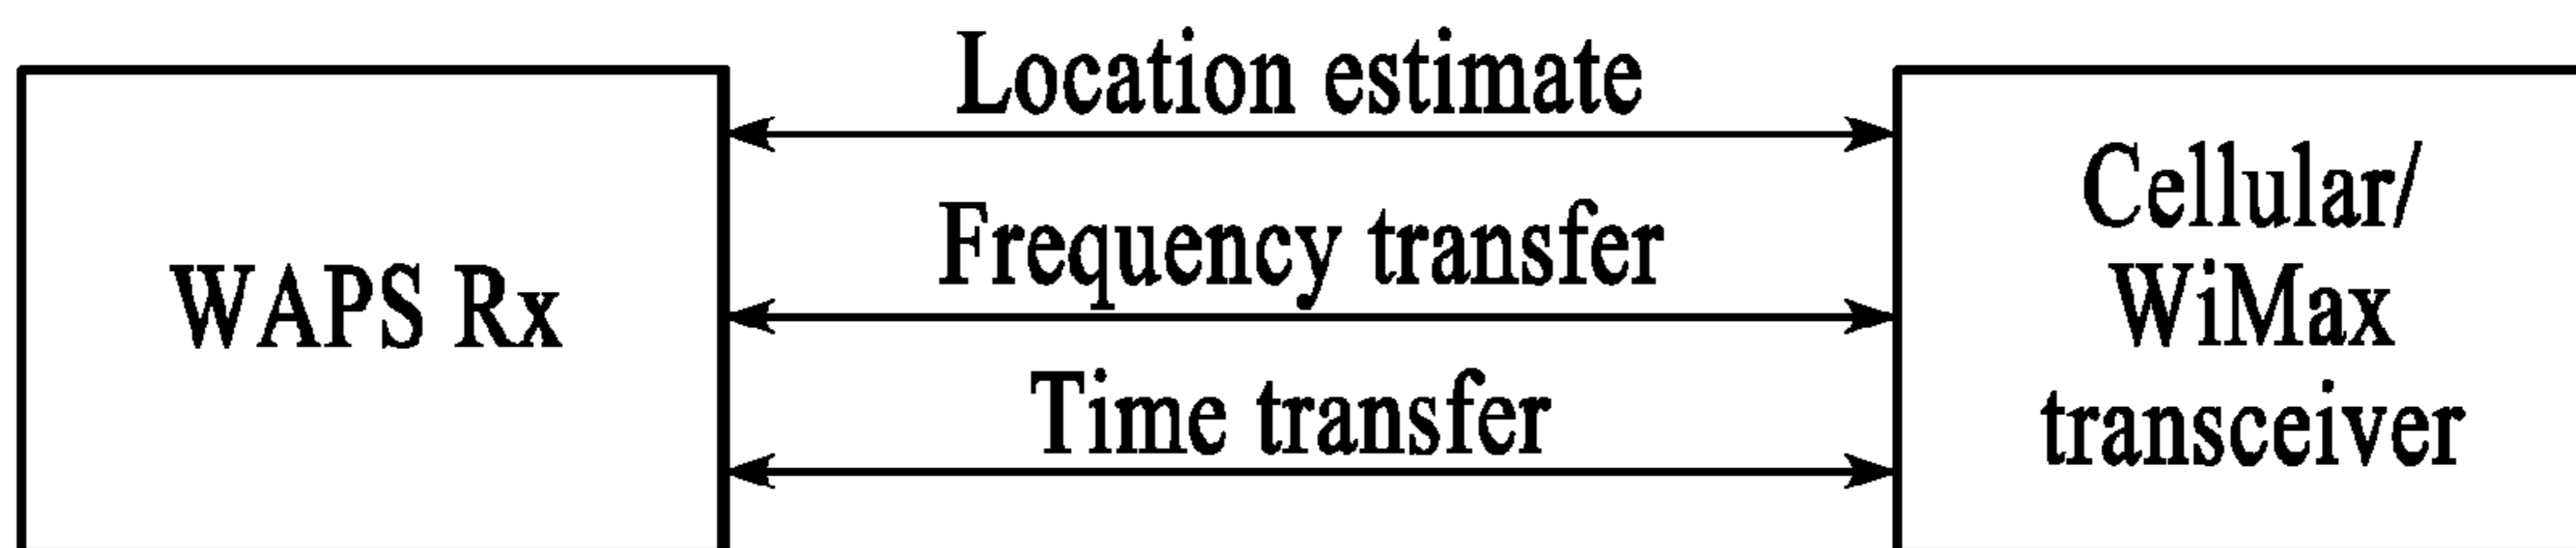 Location estimate
Frequency transfer
Time transfer
WAPS Rx
Cellular/
WiMax
transceiver